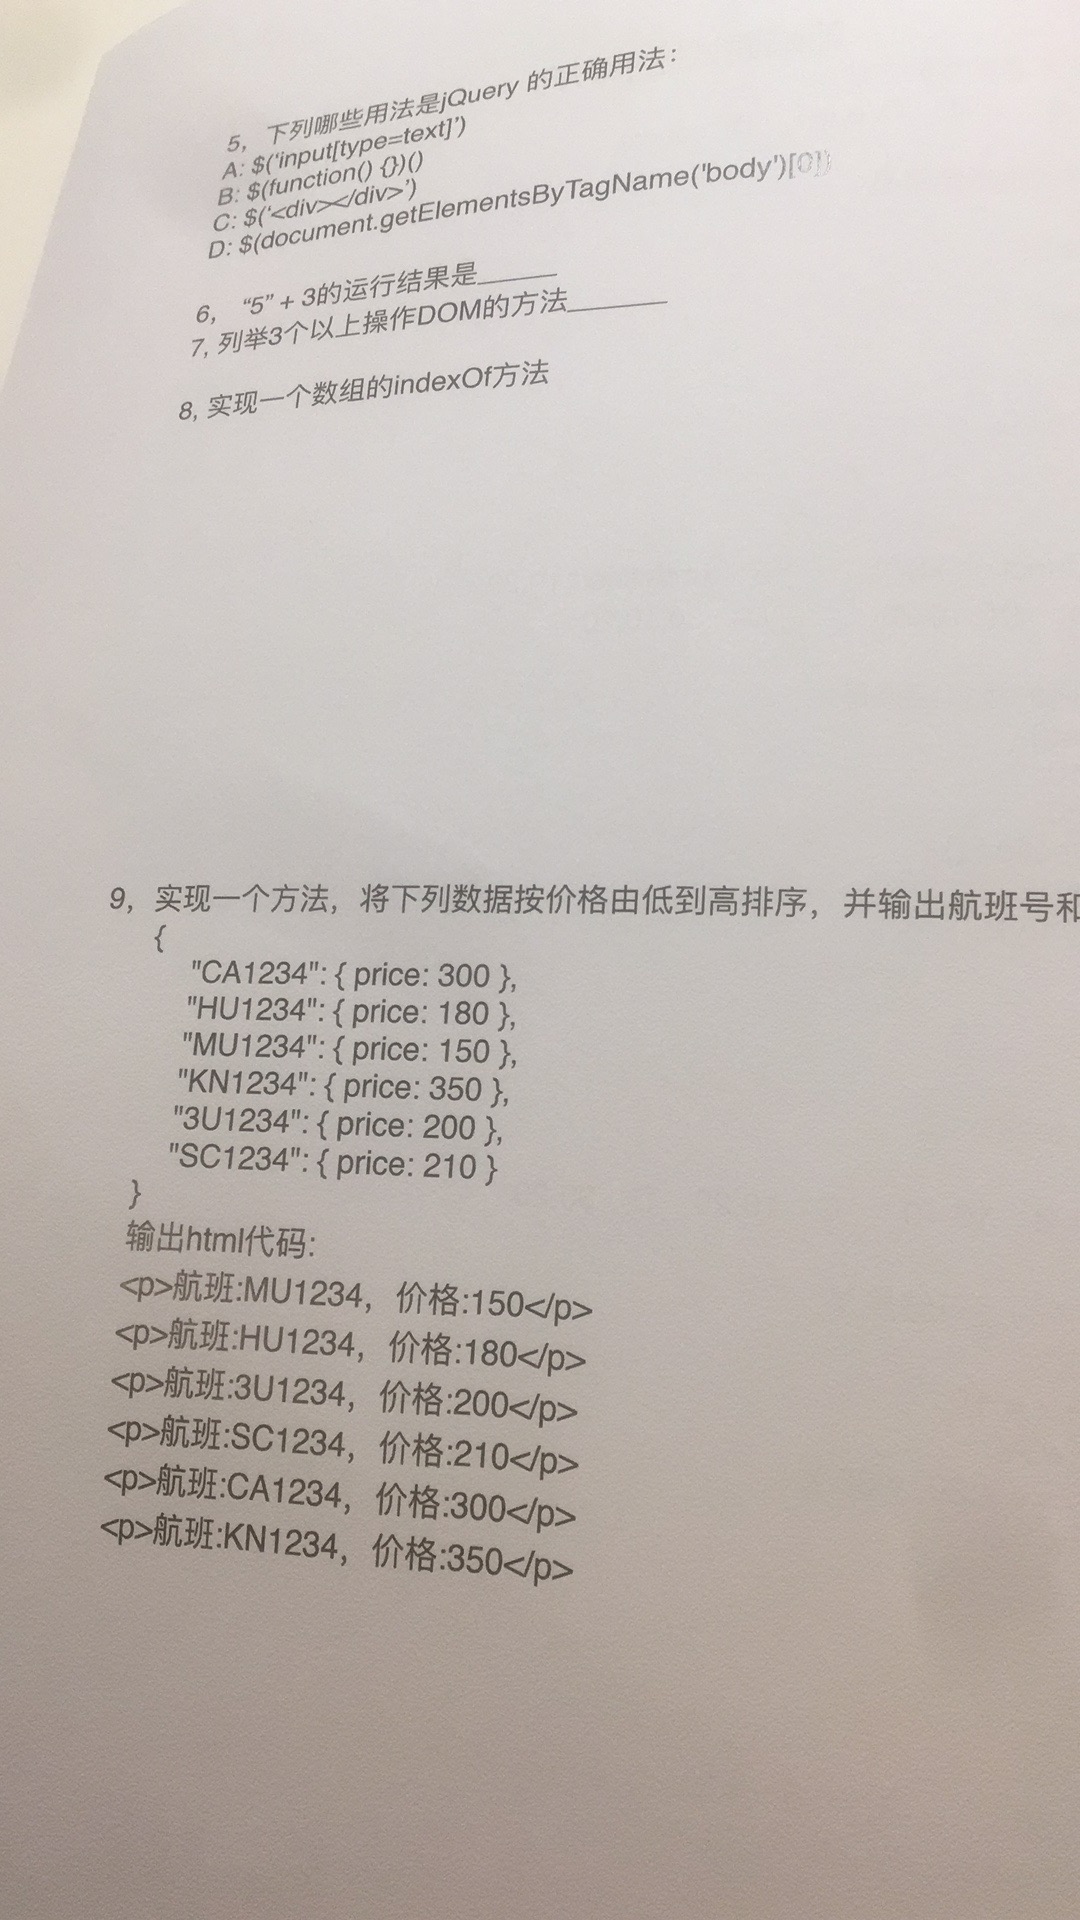 5， 下列哪些用法是jQuery 的正确用法：
A: $(‘input[type=text]’)
B: $(function() {})()
C: $(‘<div></div>’)
D: $(document.getElementsByTagName('body')[0])
6， “5” + 3的运行结果是______
7, 列举3个以上操作DOM的方法_______
8, 实现一个数组的indexOf方法
9，实现一个方法，将下列数据按价格由低到高排序，并输出航班号和
{
"CA1234": { price: 300 },
"HU1234": { price: 180 },
"MU1234": { price: 150 },
"KN1234": { price: 350 },
"3U1234": { price: 200 },
"SC1234": { price: 210 }
}
输出html代码:
<p>航班:MU1234，价格:150</p>
<p>航班:HU1234，价格:180</p>
<p>航班:3U1234，价格:200</p>
<p>航班:SC1234，价格:210</p>
<p>航班:CA1234，价格:300</p>
<p>航班:KN1234，价格:350</p>